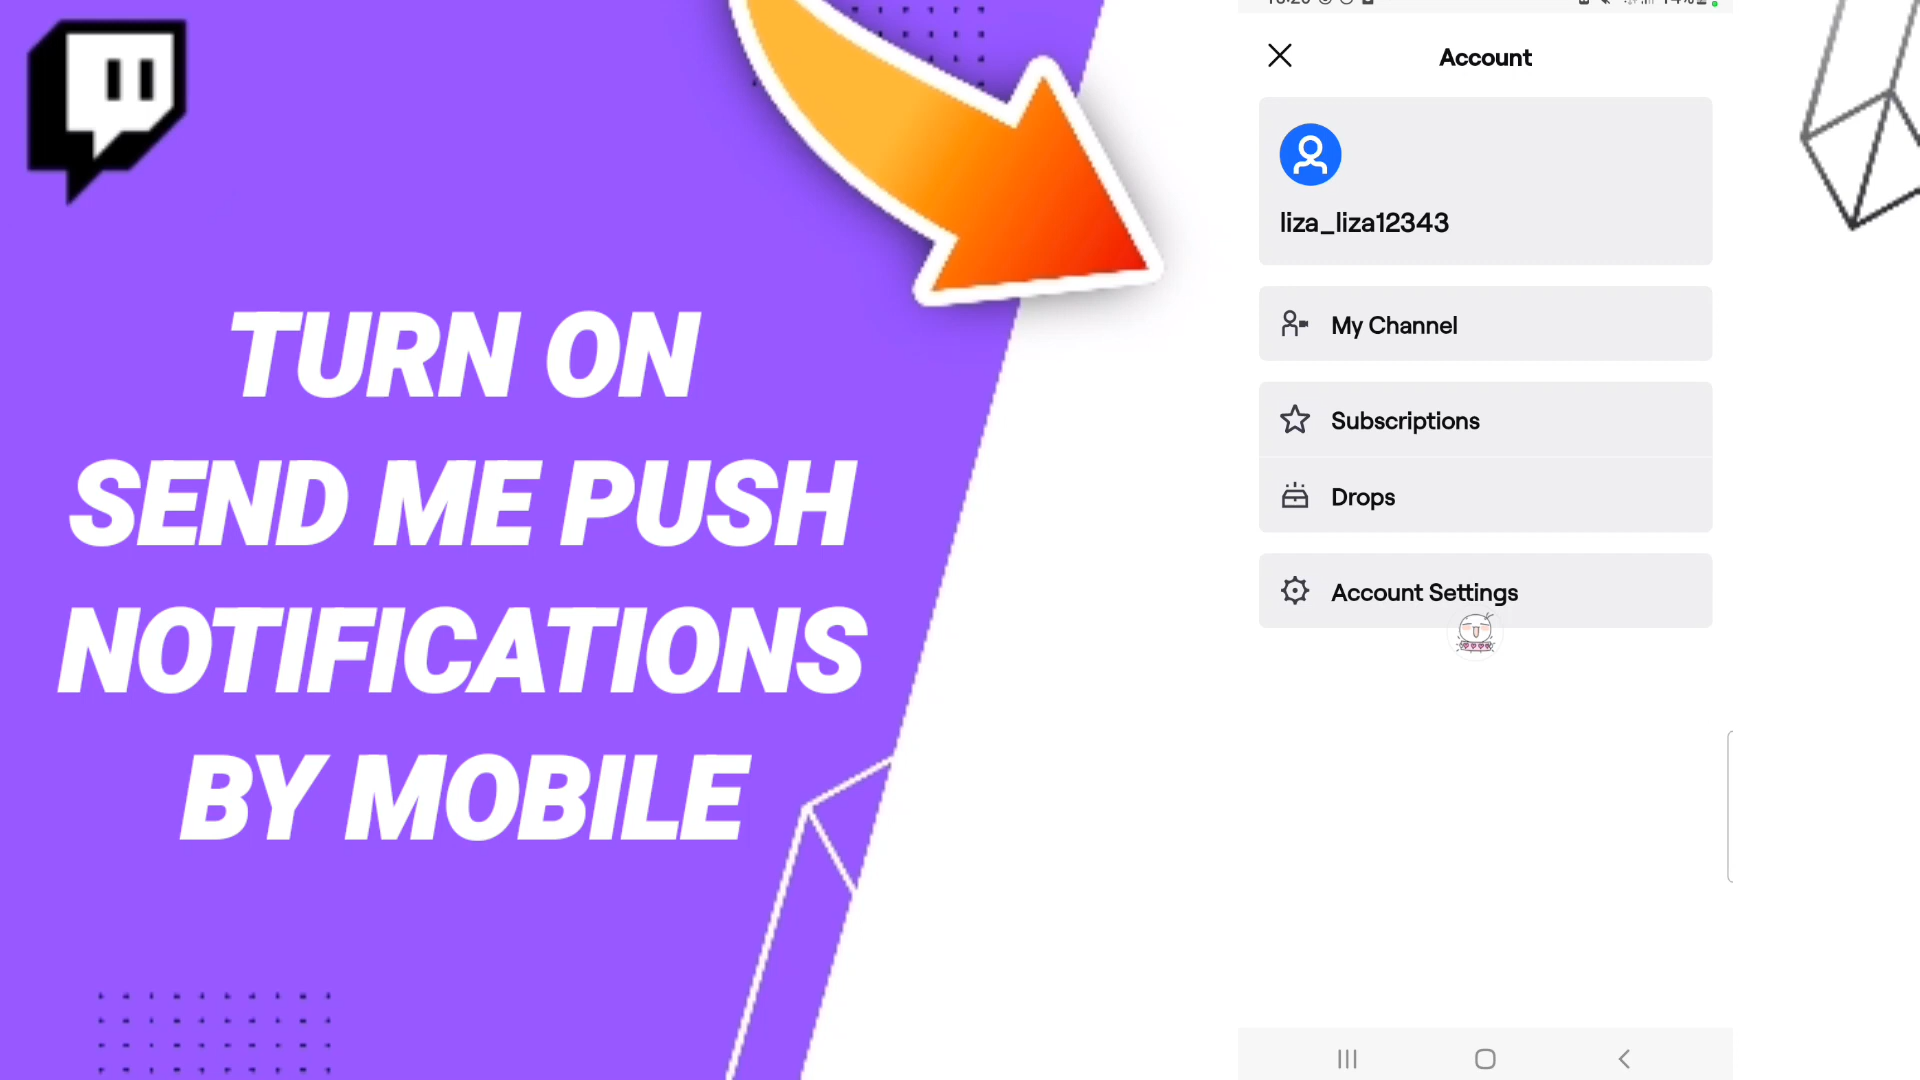 TURN ON
SEND ME PUSH
NOTIFICATIONS
BY MOBILE
Account
liza_liza12343
My Channel
Subscriptions
Drops
Account Settings